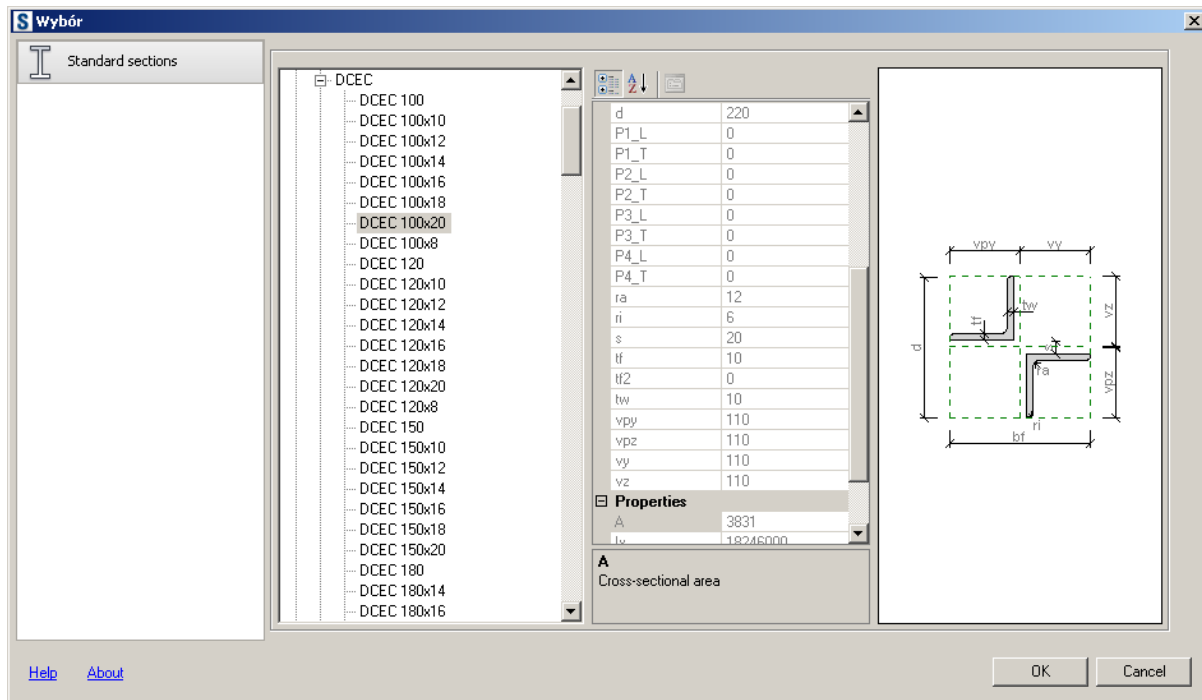 S Wybór
Standard sections
DCEC
DCEC 100
DCEC 100x10
DCEC 100x12
DCEC 100x14
DCEC 100x16
DCEC 100x18
DCEC 100x20
DCEC 100x8
DCEC 120
DCEC 120x10
DCEC 120x12
DCEC 120x14
DCEC 120x16
DCEC 120x18
DCEC 120x20
DCEC 120x8
DCEC 150
DCEC 150x10
DCEC 150x12
DCEC 150x14
DCEC 150x16
DCEC 150x18
DCEC 150x20
DCEC 180
DCEC 180x14
DCEC 180x16
d 220
P1_L 0
P1_T 0
P2_L 0
P2_T 0
P3_L 0
P3_T 0
P4_L 0
P4_T 0
ra 12
ri 6
s 20
tf 10
tf2 0
tw 10
vpy 110
vpz 110
vy 110
vz 110
Properties
A 3831
Iy 18246000
A
Cross-sectional area
vpy vy
tw
tf
vz
d
s
ra
vpz
ri
bf
Help About
OK Cancel